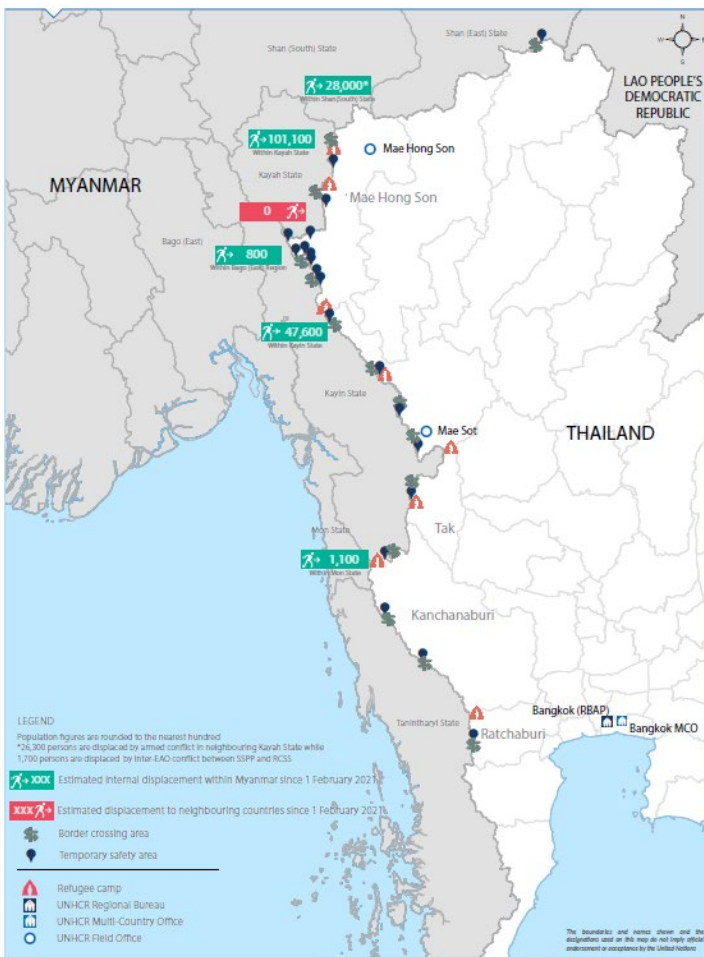 N
W
E
S
Shan (East) State
Shan (South) State
LAO PEOPLE'S
DEMOCRATIC
REPUBLIC
28,000*
Within Shan (South) State
101,100
Within Kayah State
Mae Hong Son
Kayah State
MYANMAR
Mae Hong Son
0
Bago (East)
800
Within Bago (East) Region
47,600
Within Kayin State
Kayin State
Mae Sot
THAILAND
Tak
Mon State
1,100
Within Mon State
Kanchanaburi
Tanintharyi State
Bangkok (RBAP)
Bangkok MCO
Ratchaburi
LEGEND
Population figures are rounded to the nearest hundred
*26,300 persons are displaced by armed conflict in neighbouring Kayah State while
1,700 persons are displaced by inter-EAO conflict between SSPP and RCSS
XXX Estimated internal displacement within Myanmar since 1 February 2021
XXX Estimated displacement to neighbouring countries since 1 February 2021
Border crossing area
Temporary safety area
Refugee camp
UNHCR Regional Bureau
UNHCR Multi-Country Office
UNHCR Field Office
The boundaries and names shown and the
designations used on this map do not imply official
endorsement or acceptance by the United Nations